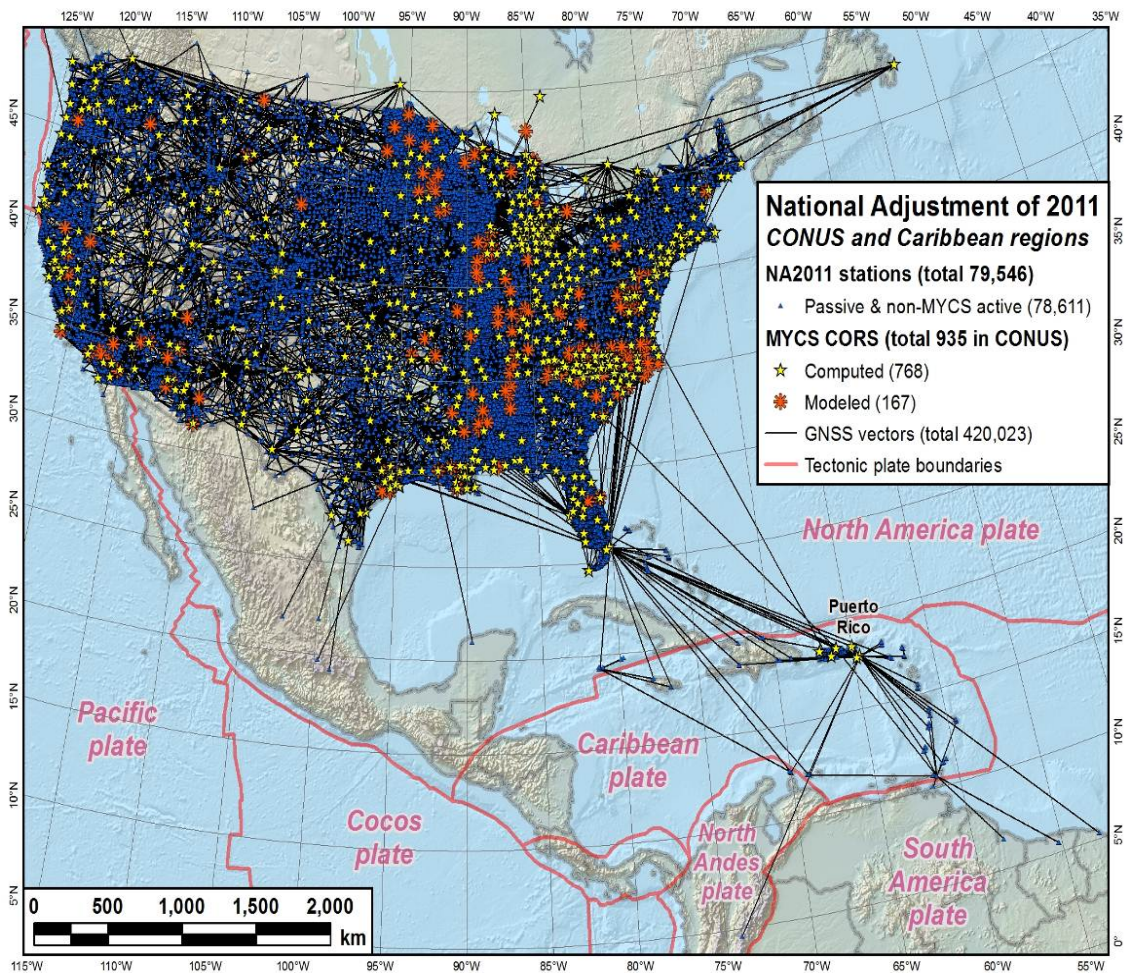 125°W 120°W 115°W 110°W 105°W 100°W 95°W 90°W 85°W 80°W 75°W 70°W 65°W 60°W 55°W 50°W 45°W 40°W 35°W
45°N
40°N
35°N
30°N
25°N
20°N
15°N
10°N
5°N
National Adjustment of 2011
CONUS and Caribbean regions
NA2011 stations (total 79,546)
Passive & non-MYCS active (78,611)
MYCS CORS (total 935 in CONUS)
Computed (768)
Modeled (167)
GNSS vectors (total 420,023)
Tectonic plate boundaries
40°N
35°N
30°N
25°N
20°N
15°N
10°N
5°N
0°
North America plate
Puerto
Rico
Pacific
plate
Caribbean
plate
Cocos
plate
North
Andes
plate
South
America
plate
0 500 1,000 1,500 2,000
km
115°W 110°W 105°W 100°W 95°W 90°W 85°W 80°W 75°W 70°W 65°W 60°W 55°W